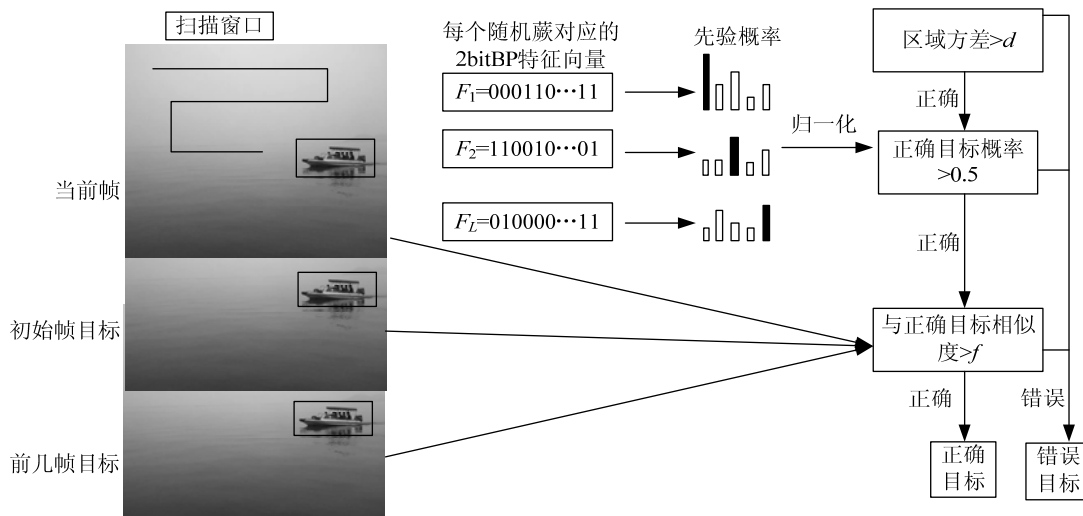 扫描窗口
当前帧
初始帧目标
前几帧目标
每个随机蕨对应的
2bitBP特征向量
F₁=000110…11
F₂=110010…01
F_L=010000…11
先验概率
归一化
区域方差>d
正确
正确目标概率
>0.5
正确
与正确目标相似
度>f
正确
错误
正确
目标
错误
目标